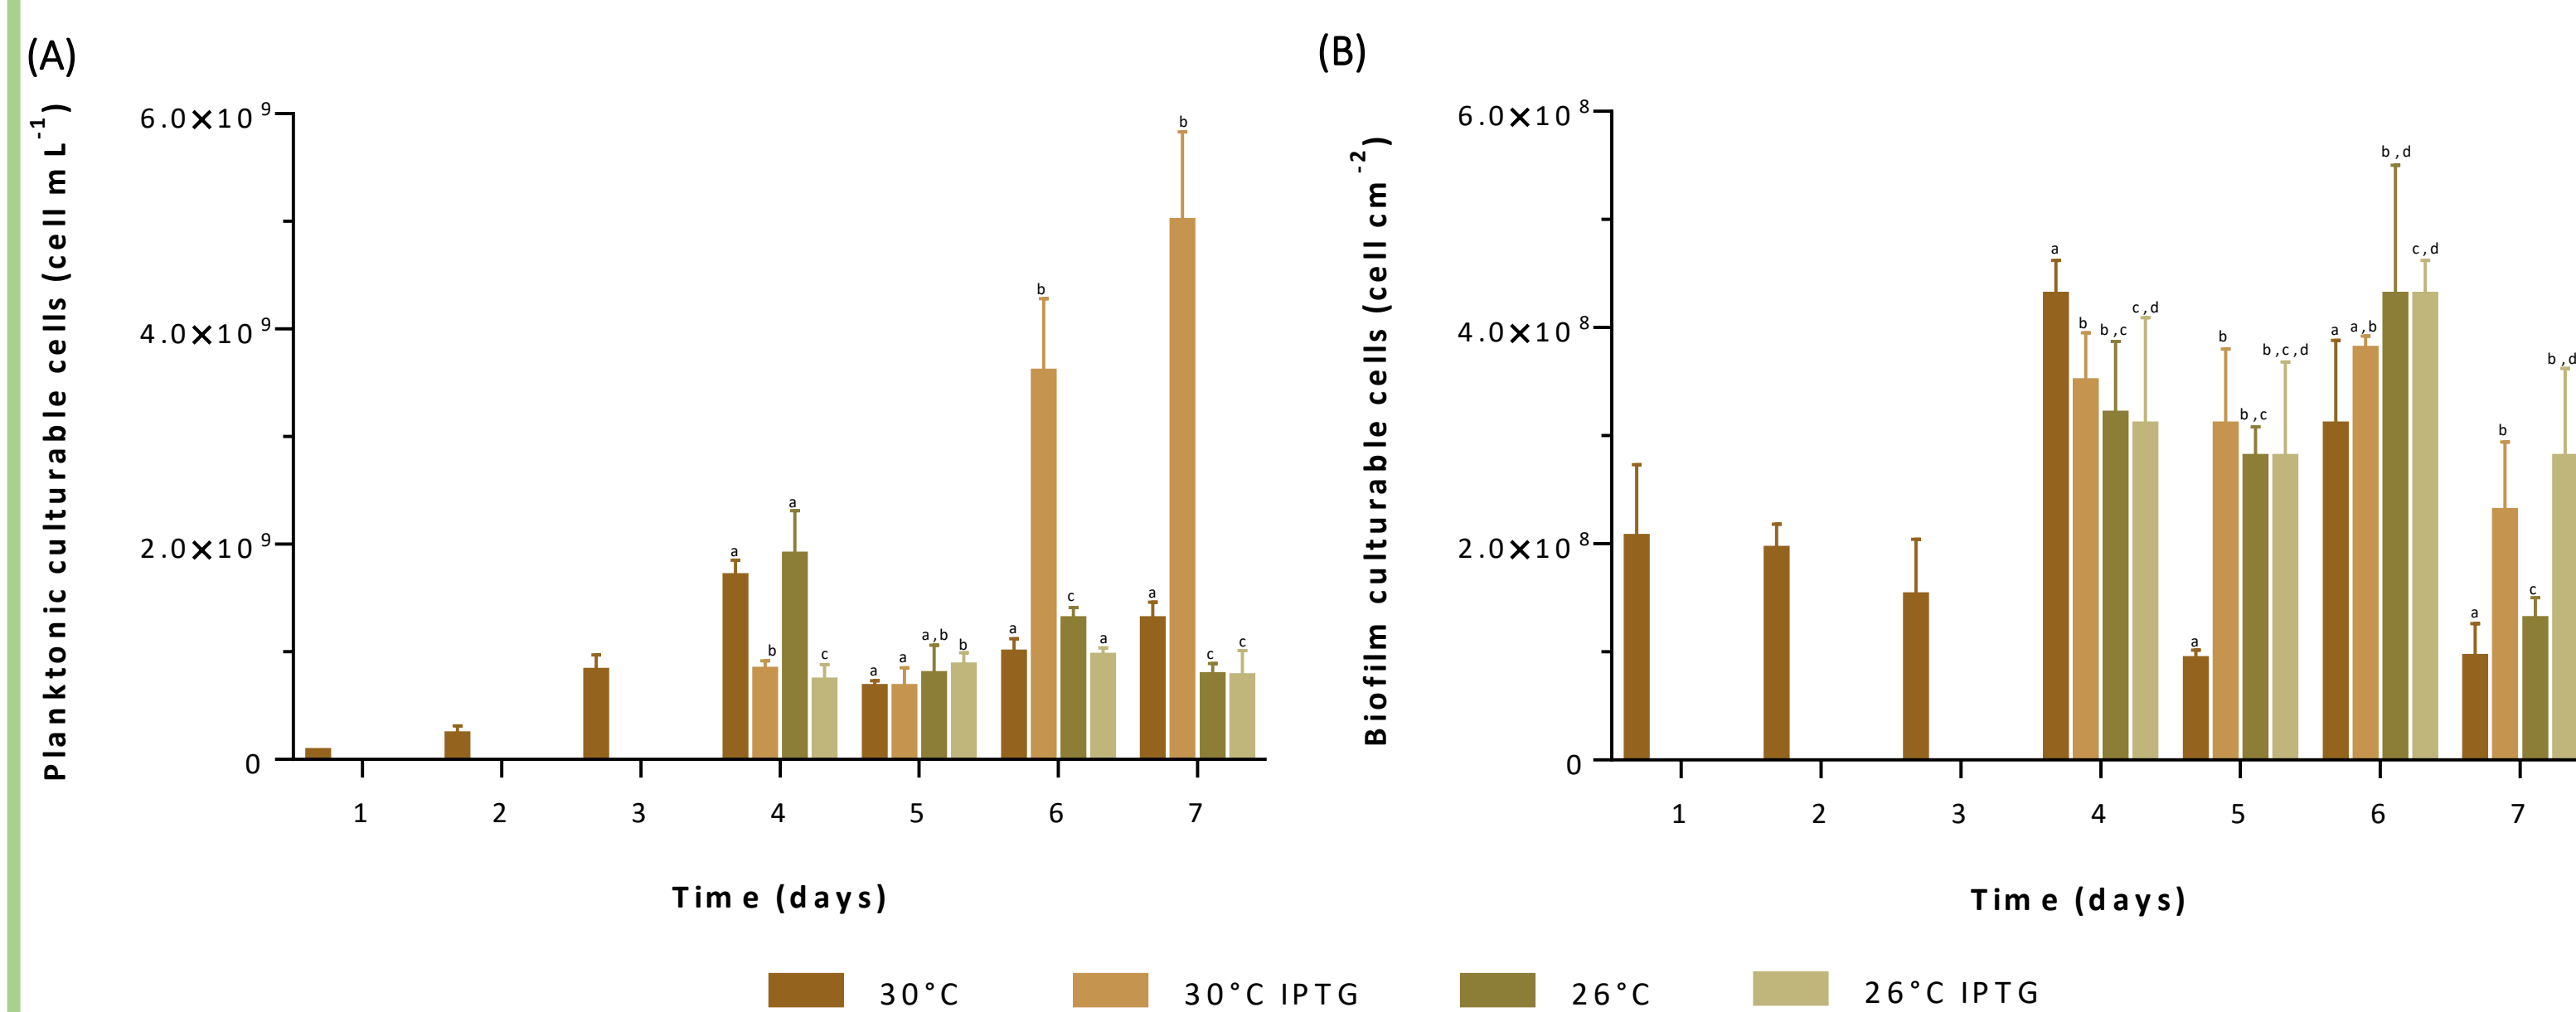 (A)
Planktonic culturable cells (cell mL-1)
6.0×10 9
4.0×10 9
2.0×10 9
0
a
b
a
c
a
a
a,b
b
a
b
c
a
a
b
c
c
1 2 3 4 5 6 7
Time (days)
(B)
Biofilm culturable cells (cell cm-2)
6.0×10 8
4.0×10 8
2.0×10 8
0
a
b
b,c
c,d
a
b
b,c
b,c,d
a
a,b
b,d
c,d
a
b
c
b,d
1 2 3 4 5 6 7
Time (days)
30°C 30°C IPTG 26°C 26°C IPTG